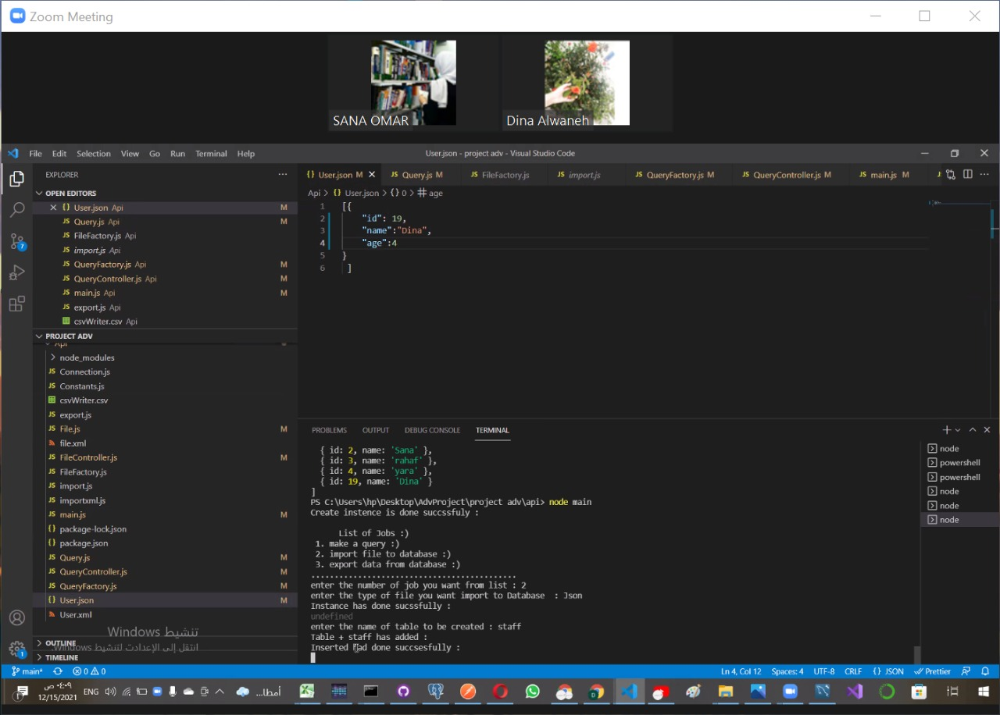 Zoom Meeting
SANA OMAR
Dina Alwaneh
File Edit Selection View Go Run Terminal Help
User.json - project adv - Visual Studio Code
EXPLORER
OPEN EDITORS
User.json Api M
Query.js Api M
FileFactory.js Api
import.js Api
QueryFactory.js Api M
QueryController.js Api M
main.js Api M
export.js Api
csvWriter.csv Api
PROJECT ADV
Api
node_modules
Connection.js
Constants.js
csvWriter.csv
export.js
File.js M
file.xml
FileController.js M
FileFactory.js
import.js
importxml.js
main.js M
package-lock.json
package.json
Query.js M
QueryController.js M
QueryFactory.js M
User.json M
User.xml
OUTLINE
TIMELINE
User.json M Query.js M FileFactory.js import.js QueryFactory.js M QueryController.js M main.js M
Api > {} User.json > {} 0 > # age
1 [{
2 "id": 19,
3 "name":"Dina",
4 "age":4
5 }
6 ]
PROBLEMS OUTPUT DEBUG CONSOLE TERMINAL
{ id: 2, name: 'Sana' },
{ id: 3, name: 'rahaf' },
{ id: 4, name: 'yara' },
{ id: 19, name: 'Dina' }
]
PS C:\Users\hp\Desktop\AdvProject\project adv\api> node main
Create instence is done succssfuly :
List of Jobs :)
1. make a query :)
2. import file to database :)
3. export data from database :)
..........................................
enter the number of job you want from list : 2
enter the type of file you want import to Database : Json
Instance has done sucssfully :
undefined
enter the name of table to be created : staff
Table + staff has added :
Inserted had done succsesfully :
node
powershell
powershell
node
node
node
تنشيط Windows
انتقل إلى الإعدادت لتنشيط Windows.
main* 0 0
Ln 4, Col 12 Spaces: 4 UTF-8 CRLF {} JSON Prettier
٠٤:٠٩ ص
12/15/2021
ENG
أمطا...